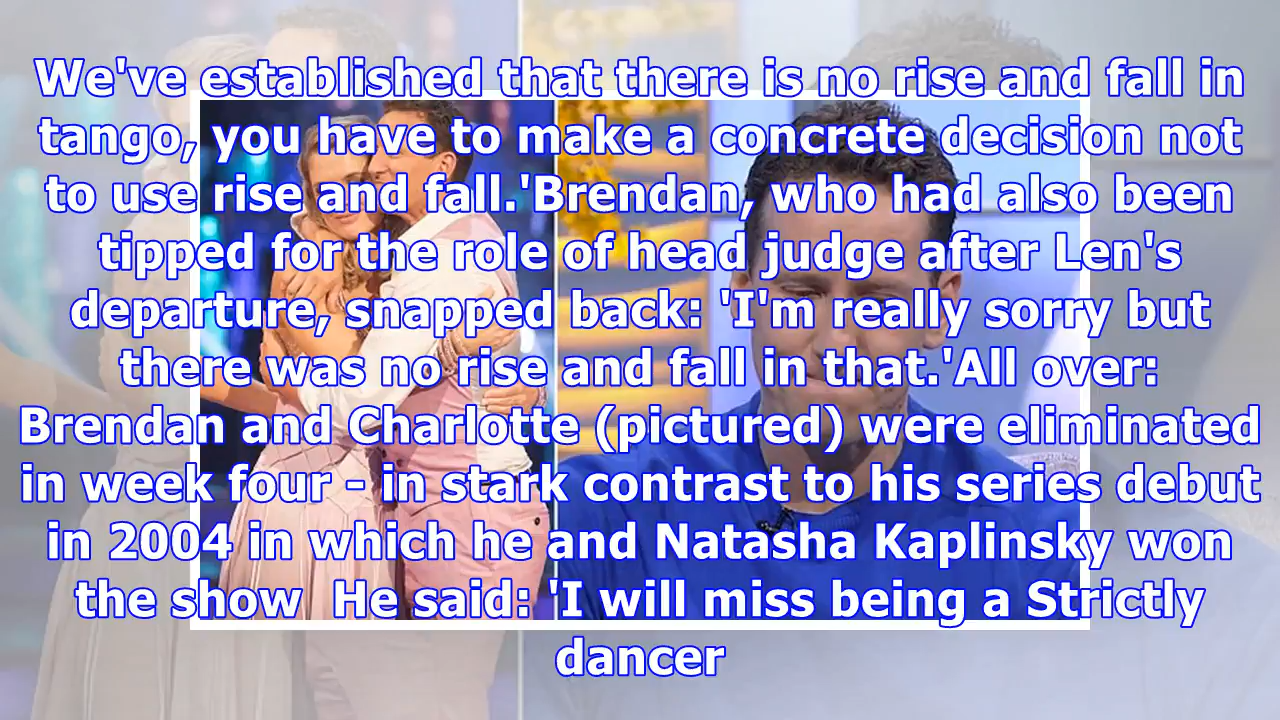 We've established that there is no rise and fall in
tango, you have to make a concrete decision not
to use rise and fall.'Brendan, who had also been
tipped for the role of head judge after Len's
departure, snapped back: 'I'm really sorry but
there was no rise and fall in that.'All over:
Brendan and Charlotte (pictured) were eliminated
in week four - in stark contrast to his series debut
in 2004 in which he and Natasha Kaplinsky won
the show  He said: 'I will miss being a Strictly
dancer